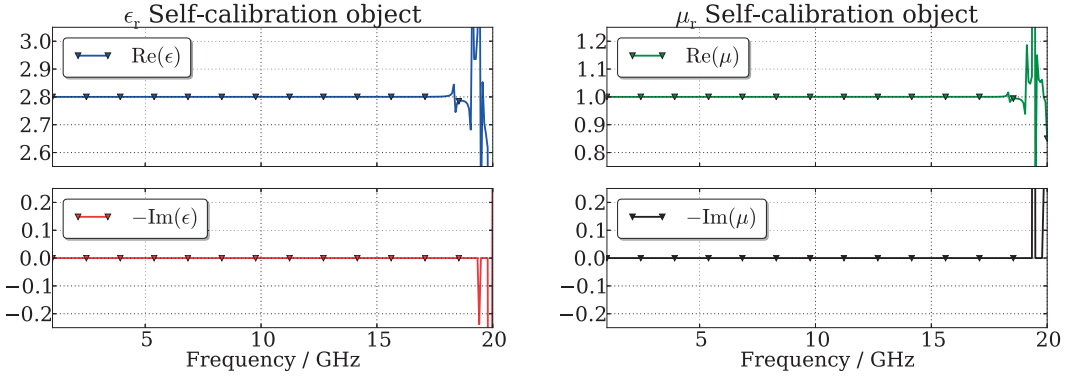 ϵr Self-calibration object
3.0
2.9
2.8
2.7
2.6
Re(ϵ)
0.2
0.1
0.0
−0.1
−0.2
−Im(ϵ)
5 10 15 20
Frequency / GHz
μr Self-calibration object
1.2
1.1
1.0
0.9
0.8
Re(μ)
0.2
0.1
0.0
−0.1
−0.2
−Im(μ)
5 10 15 20
Frequency / GHz